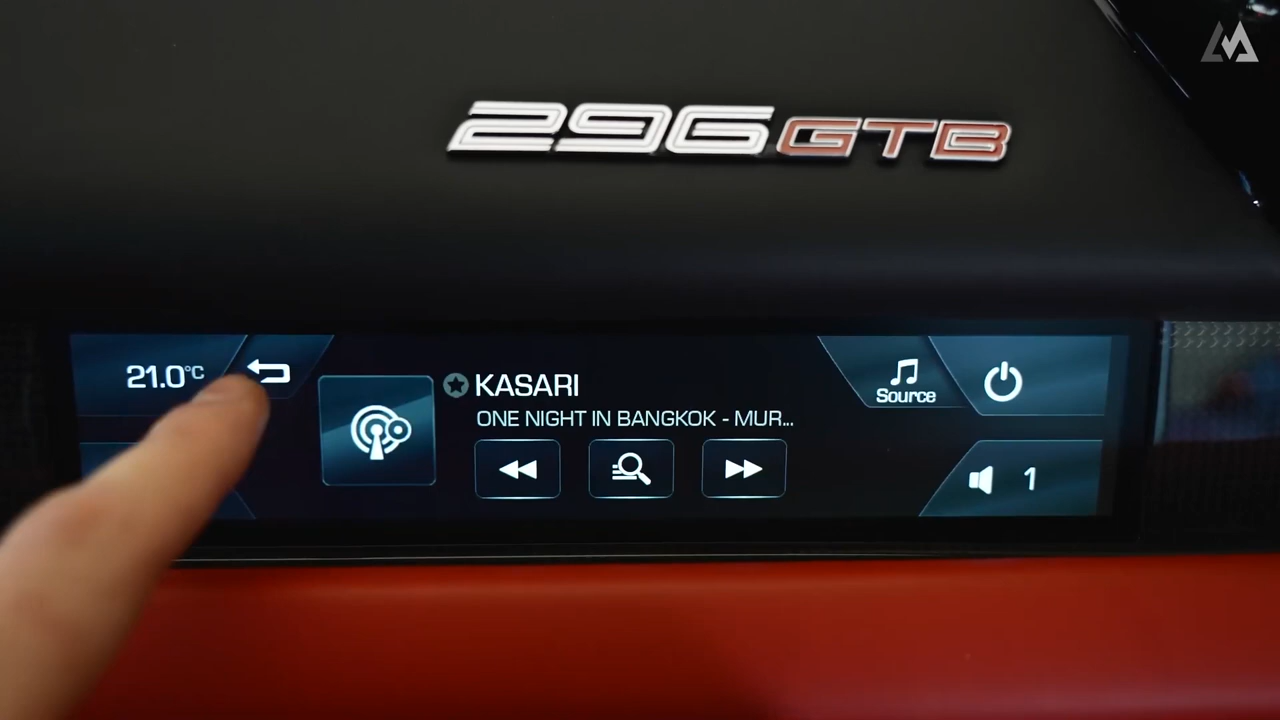 296GTB
21.0°C
KASARI
ONE NIGHT IN BANGKOK - MUR...
Source
1